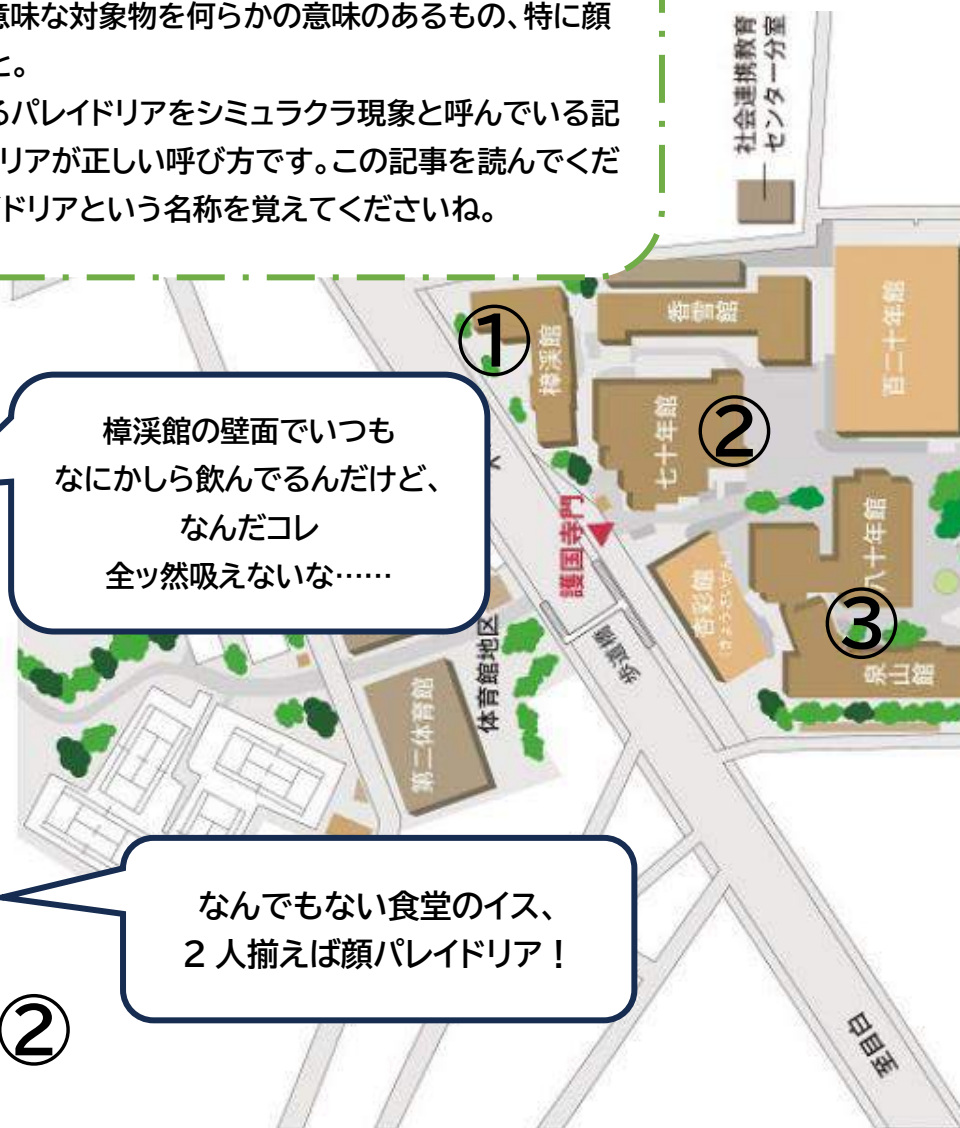 意味な対象物を何らかの意味のあるもの、特に顔
と。
るパレイドリアをシミュラクラ現象と呼んでいる記
リアが正しい呼び方です。この記事を読んでくだ
ドリアという名称を覚えてくださいね。
社会連携教育
センター分室
①
樟渓館
香雪館
百二十年館
七十年館
②
樟渓館の壁面でいつも
なにかしら飲んでるんだけど、
なんだコレ
全ッ然吸えないな……
護国寺門
杏彩館
八十年館
③
泉山館
歩道橋
体育館地区
第二体育館
なんでもない食堂のイス、
2 人揃えば顔パレイドリア！
②
至目白